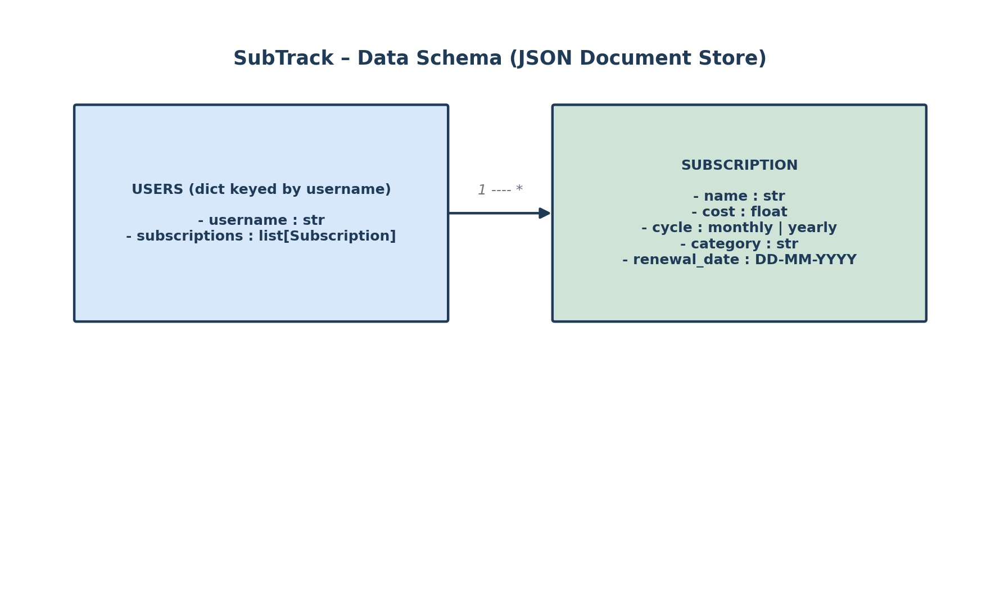 SubTrack – Data Schema (JSON Document Store)
USERS (dict keyed by username)
- username : str
- subscriptions : list[Subscription]
1 ---- *
SUBSCRIPTION
- name : str
- cost : float
- cycle : monthly | yearly
- category : str
- renewal_date : DD-MM-YYYY